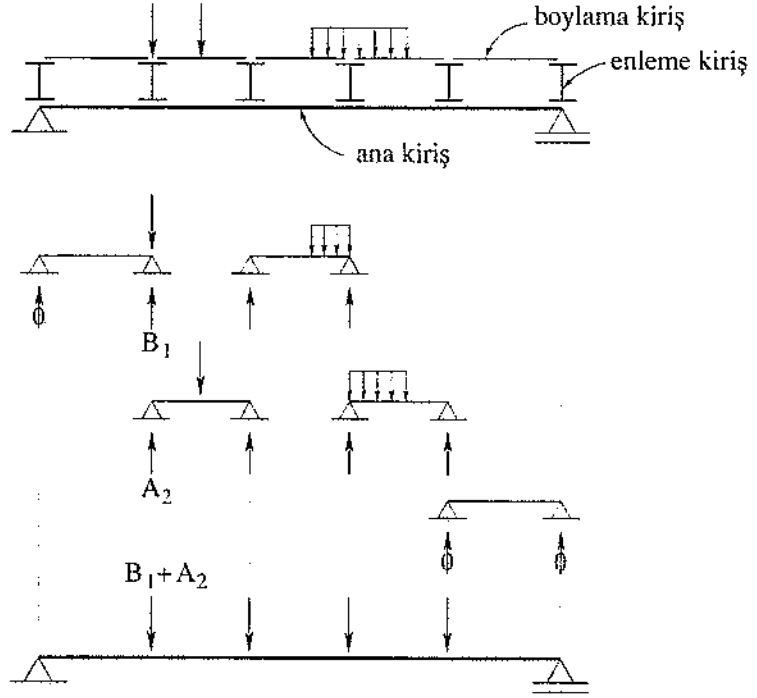 boylama kiriş
enleme kiriş
ana kiriş
0
B₁
A₂
0 0
B₁+A₂